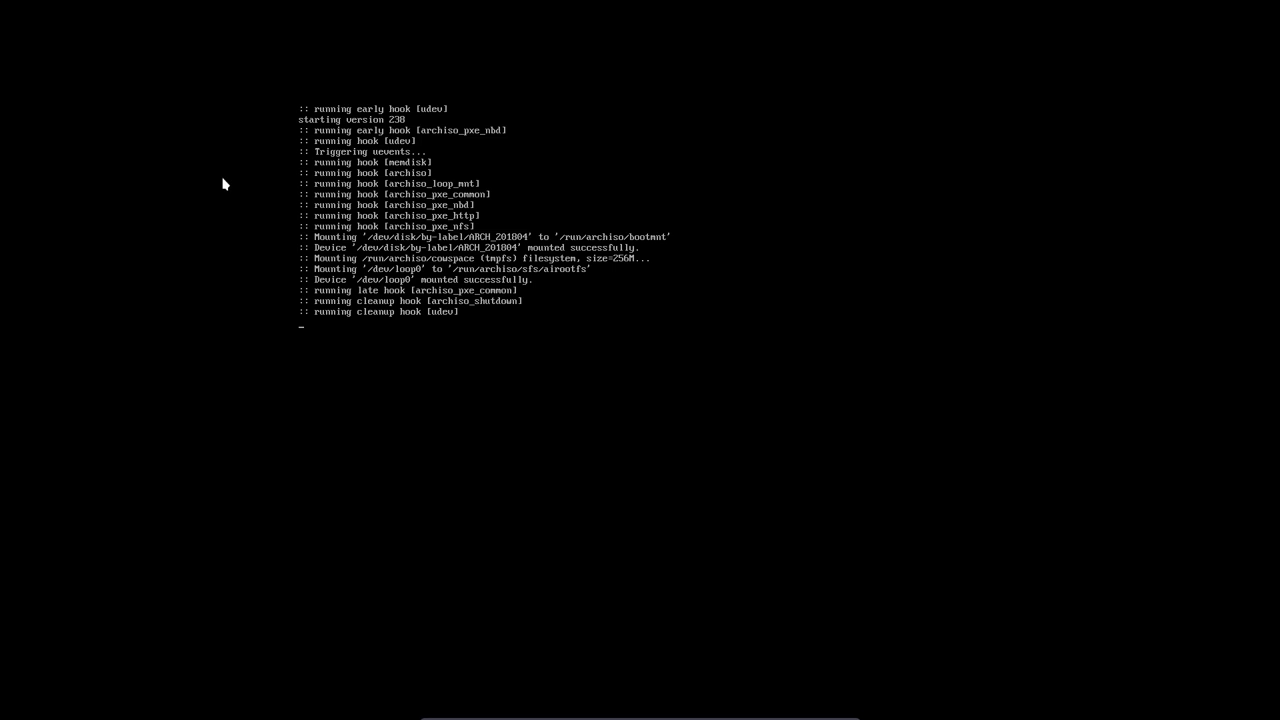 :: running early hook [udev]
starting version 238
:: running early hook [archiso_pxe_nbd]
:: running hook [udev]
:: Triggering uevents...
:: running hook [memdisk]
:: running hook [archiso]
:: running hook [archiso_loop_mnt]
:: running hook [archiso_pxe_common]
:: running hook [archiso_pxe_nbd]
:: running hook [archiso_pxe_http]
:: running hook [archiso_pxe_nfs]
:: Mounting '/dev/disk/by-label/ARCH_201804' to '/run/archiso/bootmnt'
:: Device '/dev/disk/by-label/ARCH_201804' mounted successfully.
:: Mounting /run/archiso/cowspace (tmpfs) filesystem, size=256M...
:: Mounting '/dev/loop0' to '/run/archiso/sfs/airootfs'
:: Device '/dev/loop0' mounted successfully.
:: running late hook [archiso_pxe_common]
:: running cleanup hook [archiso_shutdown]
:: running cleanup hook [udev]